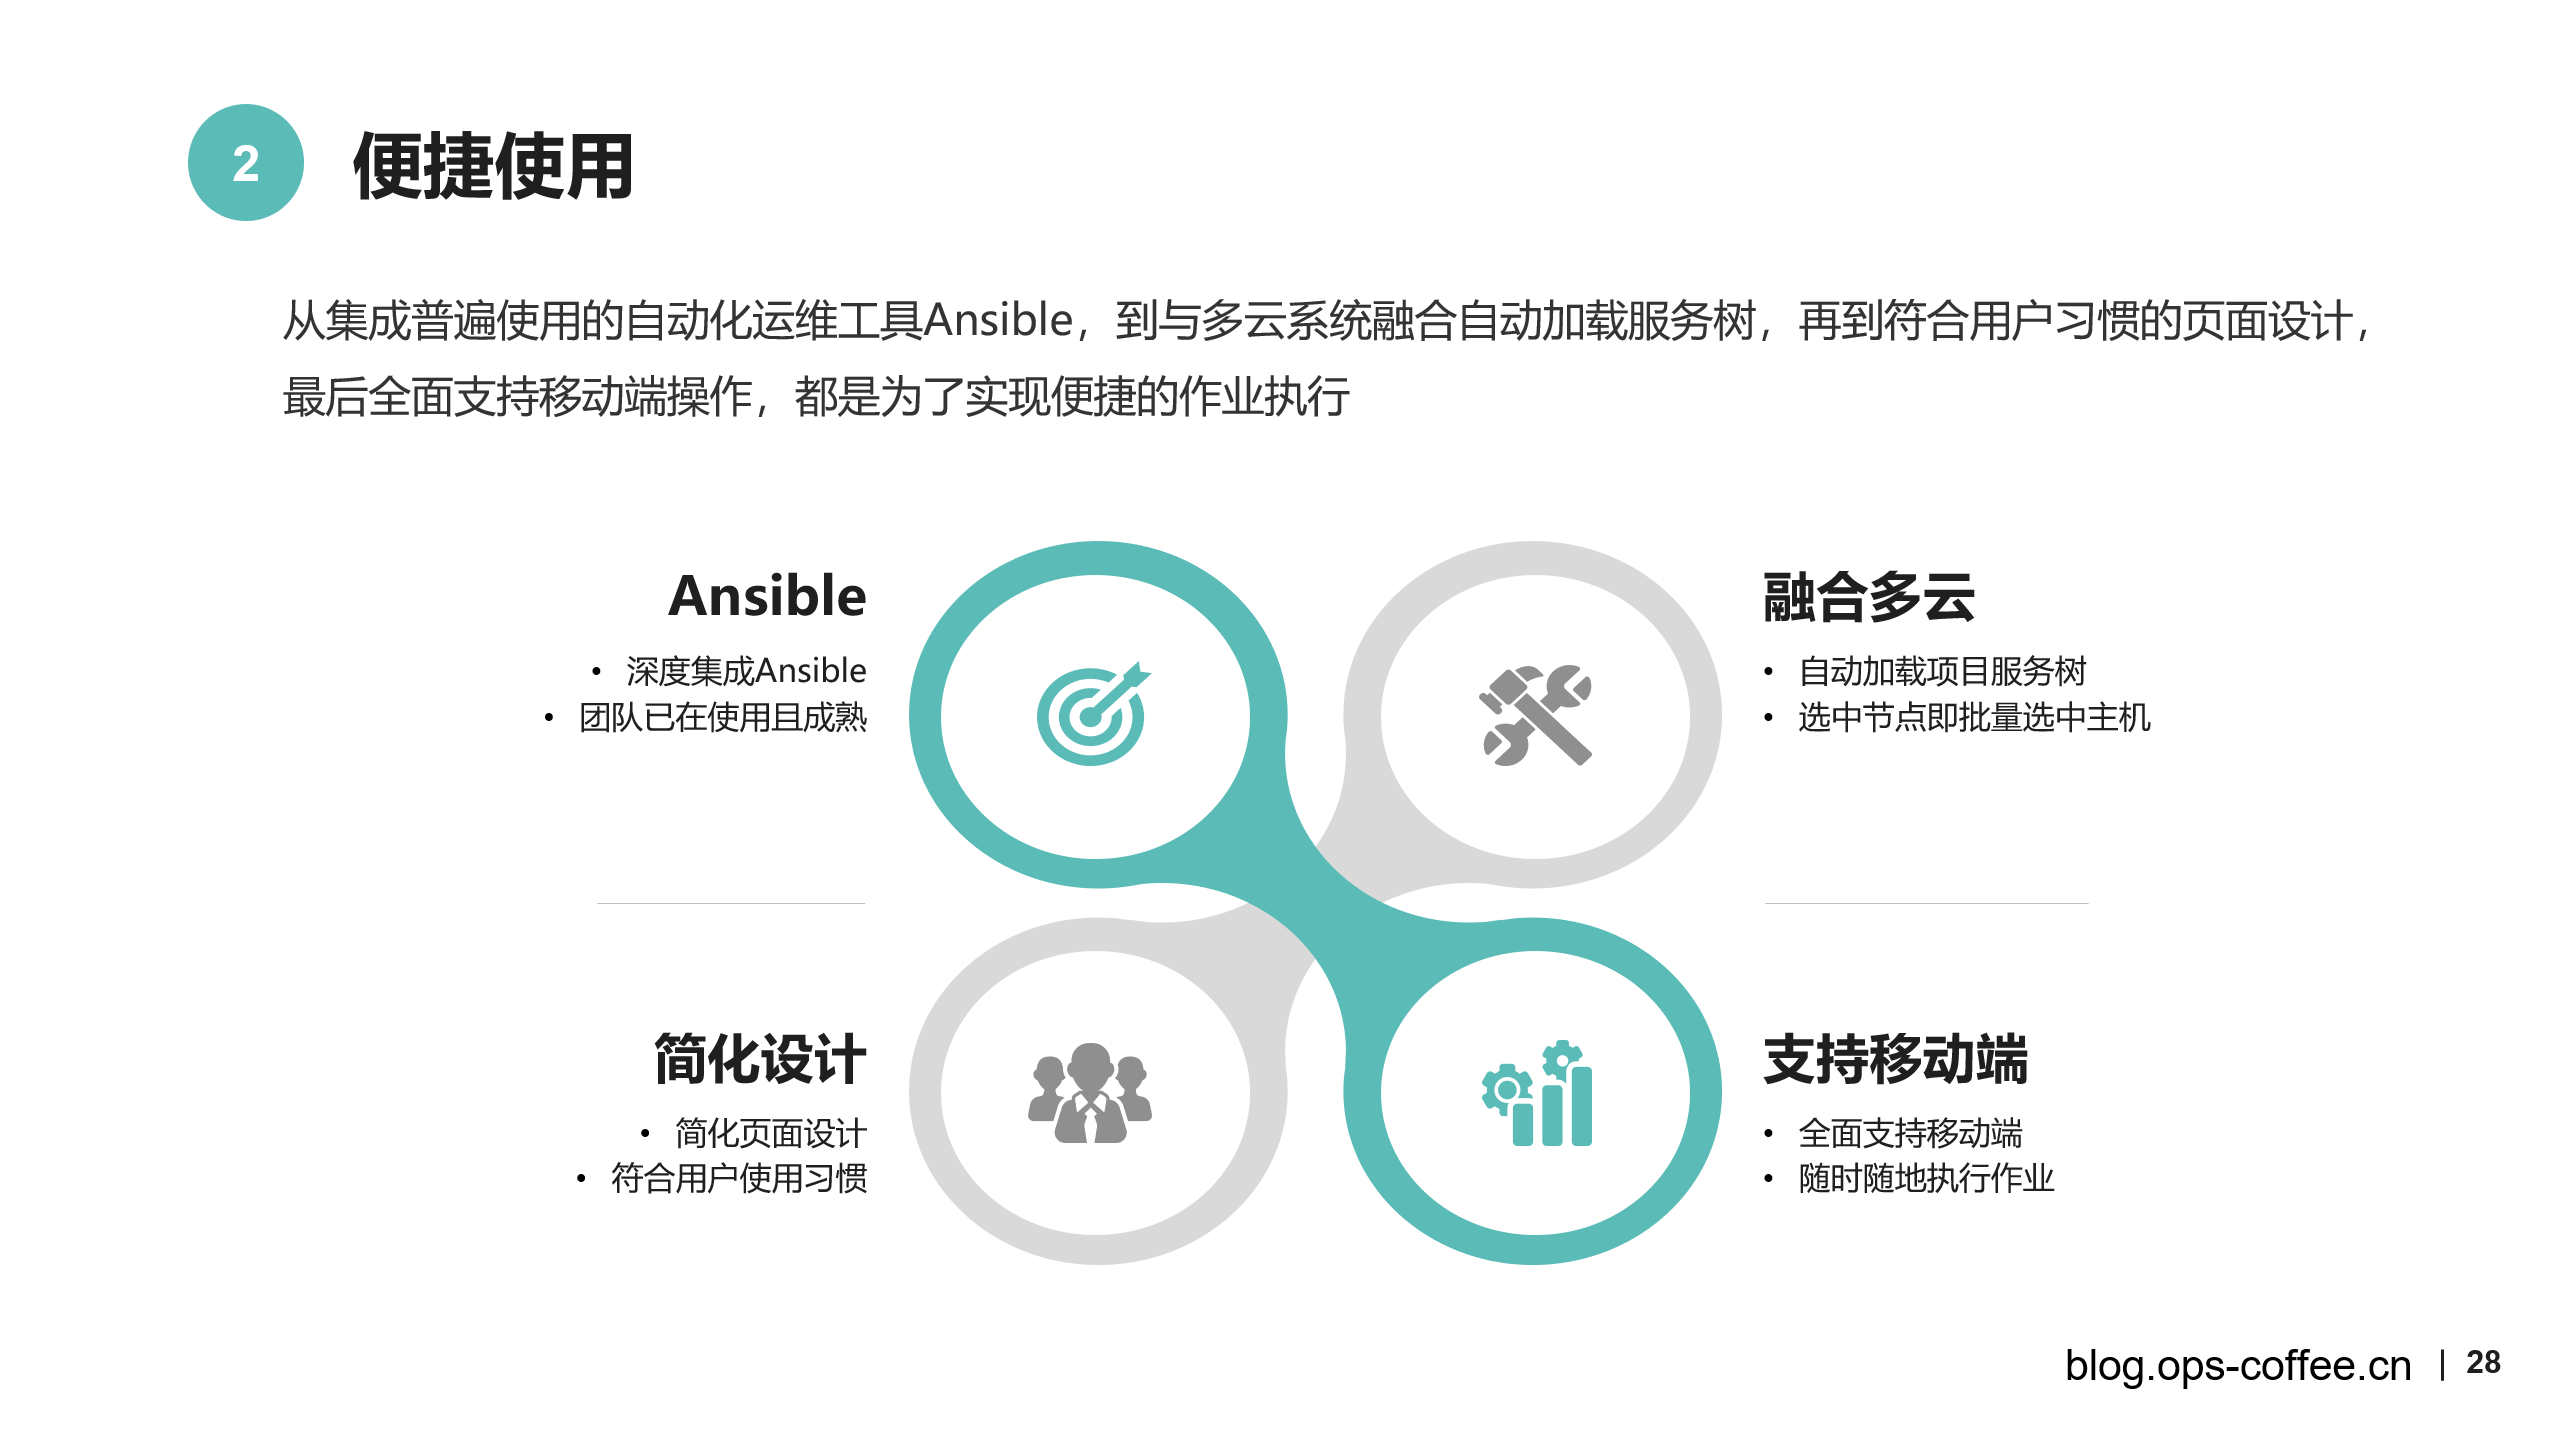 2
便捷使用
从集成普遍使用的自动化运维工具Ansible，到与多云系统融合自动加载服务树，再到符合用户习惯的页面设计，
最后全面支持移动端操作，都是为了实现便捷的作业执行
Ansible
• 深度集成Ansible
• 团队已在使用且成熟
融合多云
• 自动加载项目服务树
• 选中节点即批量选中主机
简化设计
• 简化页面设计
• 符合用户使用习惯
支持移动端
• 全面支持移动端
• 随时随地执行作业
blog.ops-coffee.cn | 28